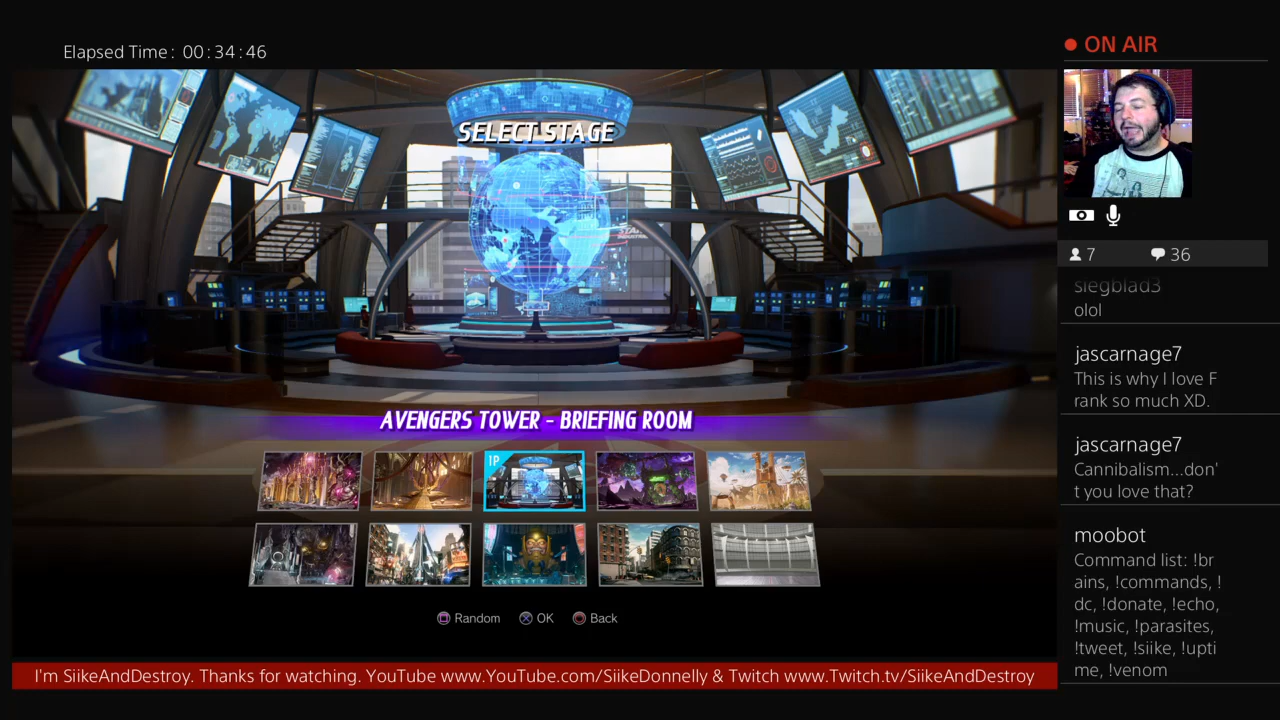 Elapsed Time: 00:34:46
ON AIR
SELECT STAGE
AVENGERS TOWER - BRIEFING ROOM
1P
Random
OK
Back
I'm SiikeAndDestroy. Thanks for watching. YouTube www.YouTube.com/SiikeDonnelly & Twitch www.Twitch.tv/SiikeAndDestroy
7
36
siegblad3
olol
jascarnage7
This is why I love F
rank so much XD.
jascarnage7
Cannibalism...don'
t you love that?
moobot
Command list: !br
ains, !commands, !
dc, !donate, !echo,
!music, !parasites,
!tweet, !siike, !upti
me, !venom